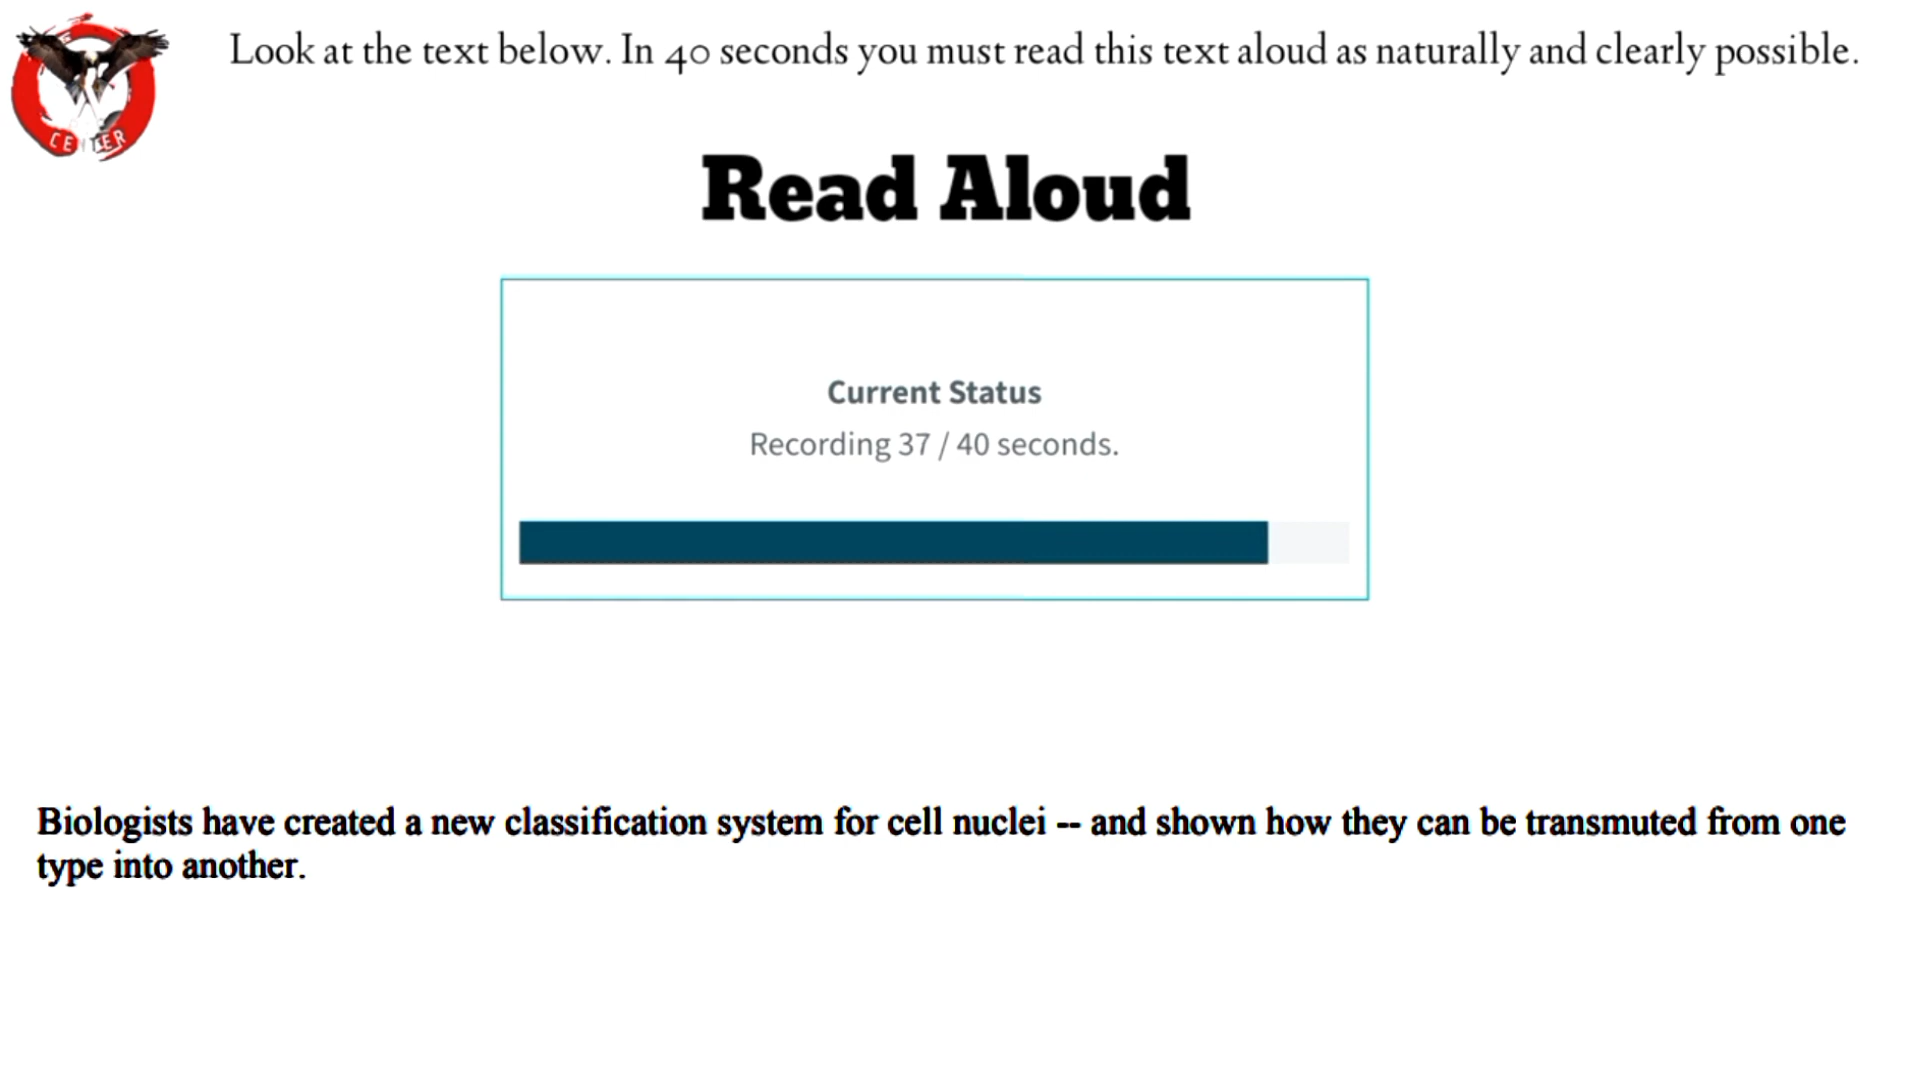 Look at the text below. In 40 seconds you must read this text aloud as naturally and clearly possible.
CENTER
Read Aloud
Current Status
Recording 37 / 40 seconds.
Biologists have created a new classification system for cell nuclei -- and shown how they can be transmuted from one
type into another.